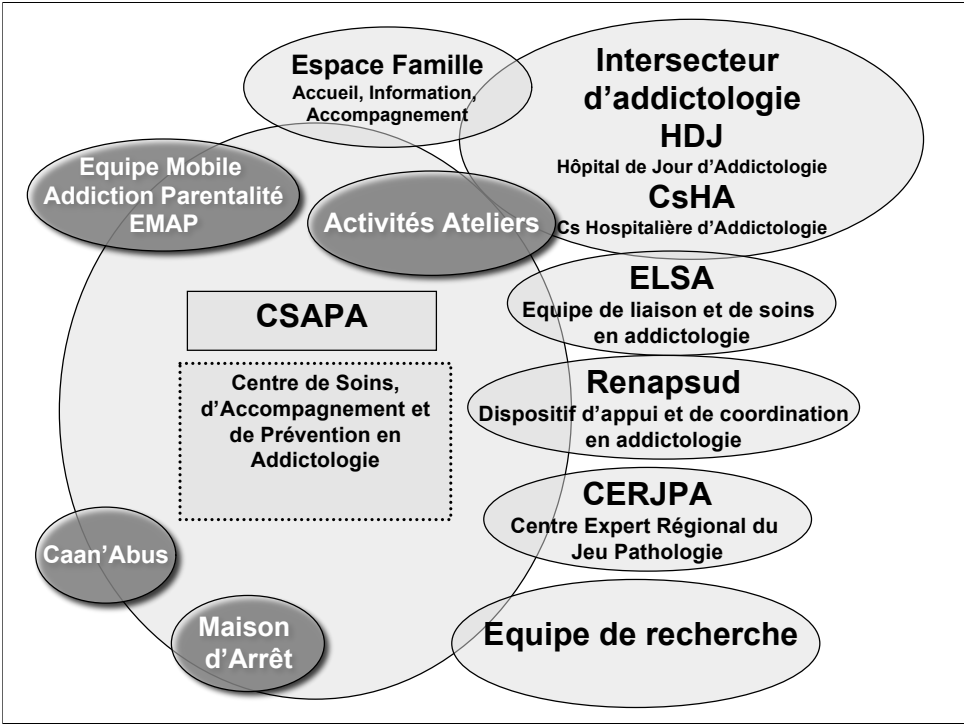 Espace Famille
Accueil, Information,
Accompagnement
Intersecteur
d’addictologie
HDJ
Hôpital de Jour d’Addictologie
CsHA
Cs Hospitalière d’Addictologie
Equipe Mobile
Addiction Parentalité
EMAP
Activités Ateliers
ELSA
Equipe de liaison et de soins
en addictologie
CSAPA
Centre de Soins,
d’Accompagnement et
de Prévention en
Addictologie
Renapsud
Dispositif d’appui et de coordination
en addictologie
CERJPA
Centre Expert Régional du
Jeu Pathologie
Caan’Abus
Maison
d’Arrêt
Equipe de recherche